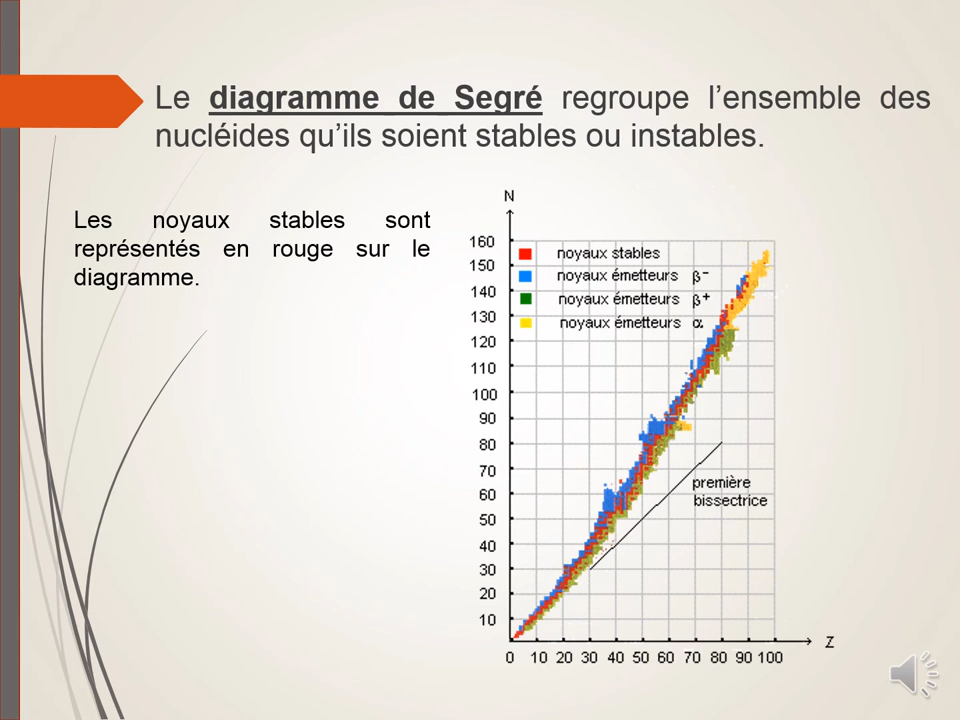 Le diagramme de Segré regroupe l’ensemble des
nucléides qu’ils soient stables ou instables.
Les noyaux stables sont
représentés en rouge sur le
diagramme.
N
160
150
140
130
120
110
100
90
80
70
60
50
40
30
20
10
noyaux stables
noyaux émetteurs β⁻
noyaux émetteurs β⁺
noyaux émetteurs α
première
bissectrice
Z
0 10 20 30 40 50 60 70 80 90 100